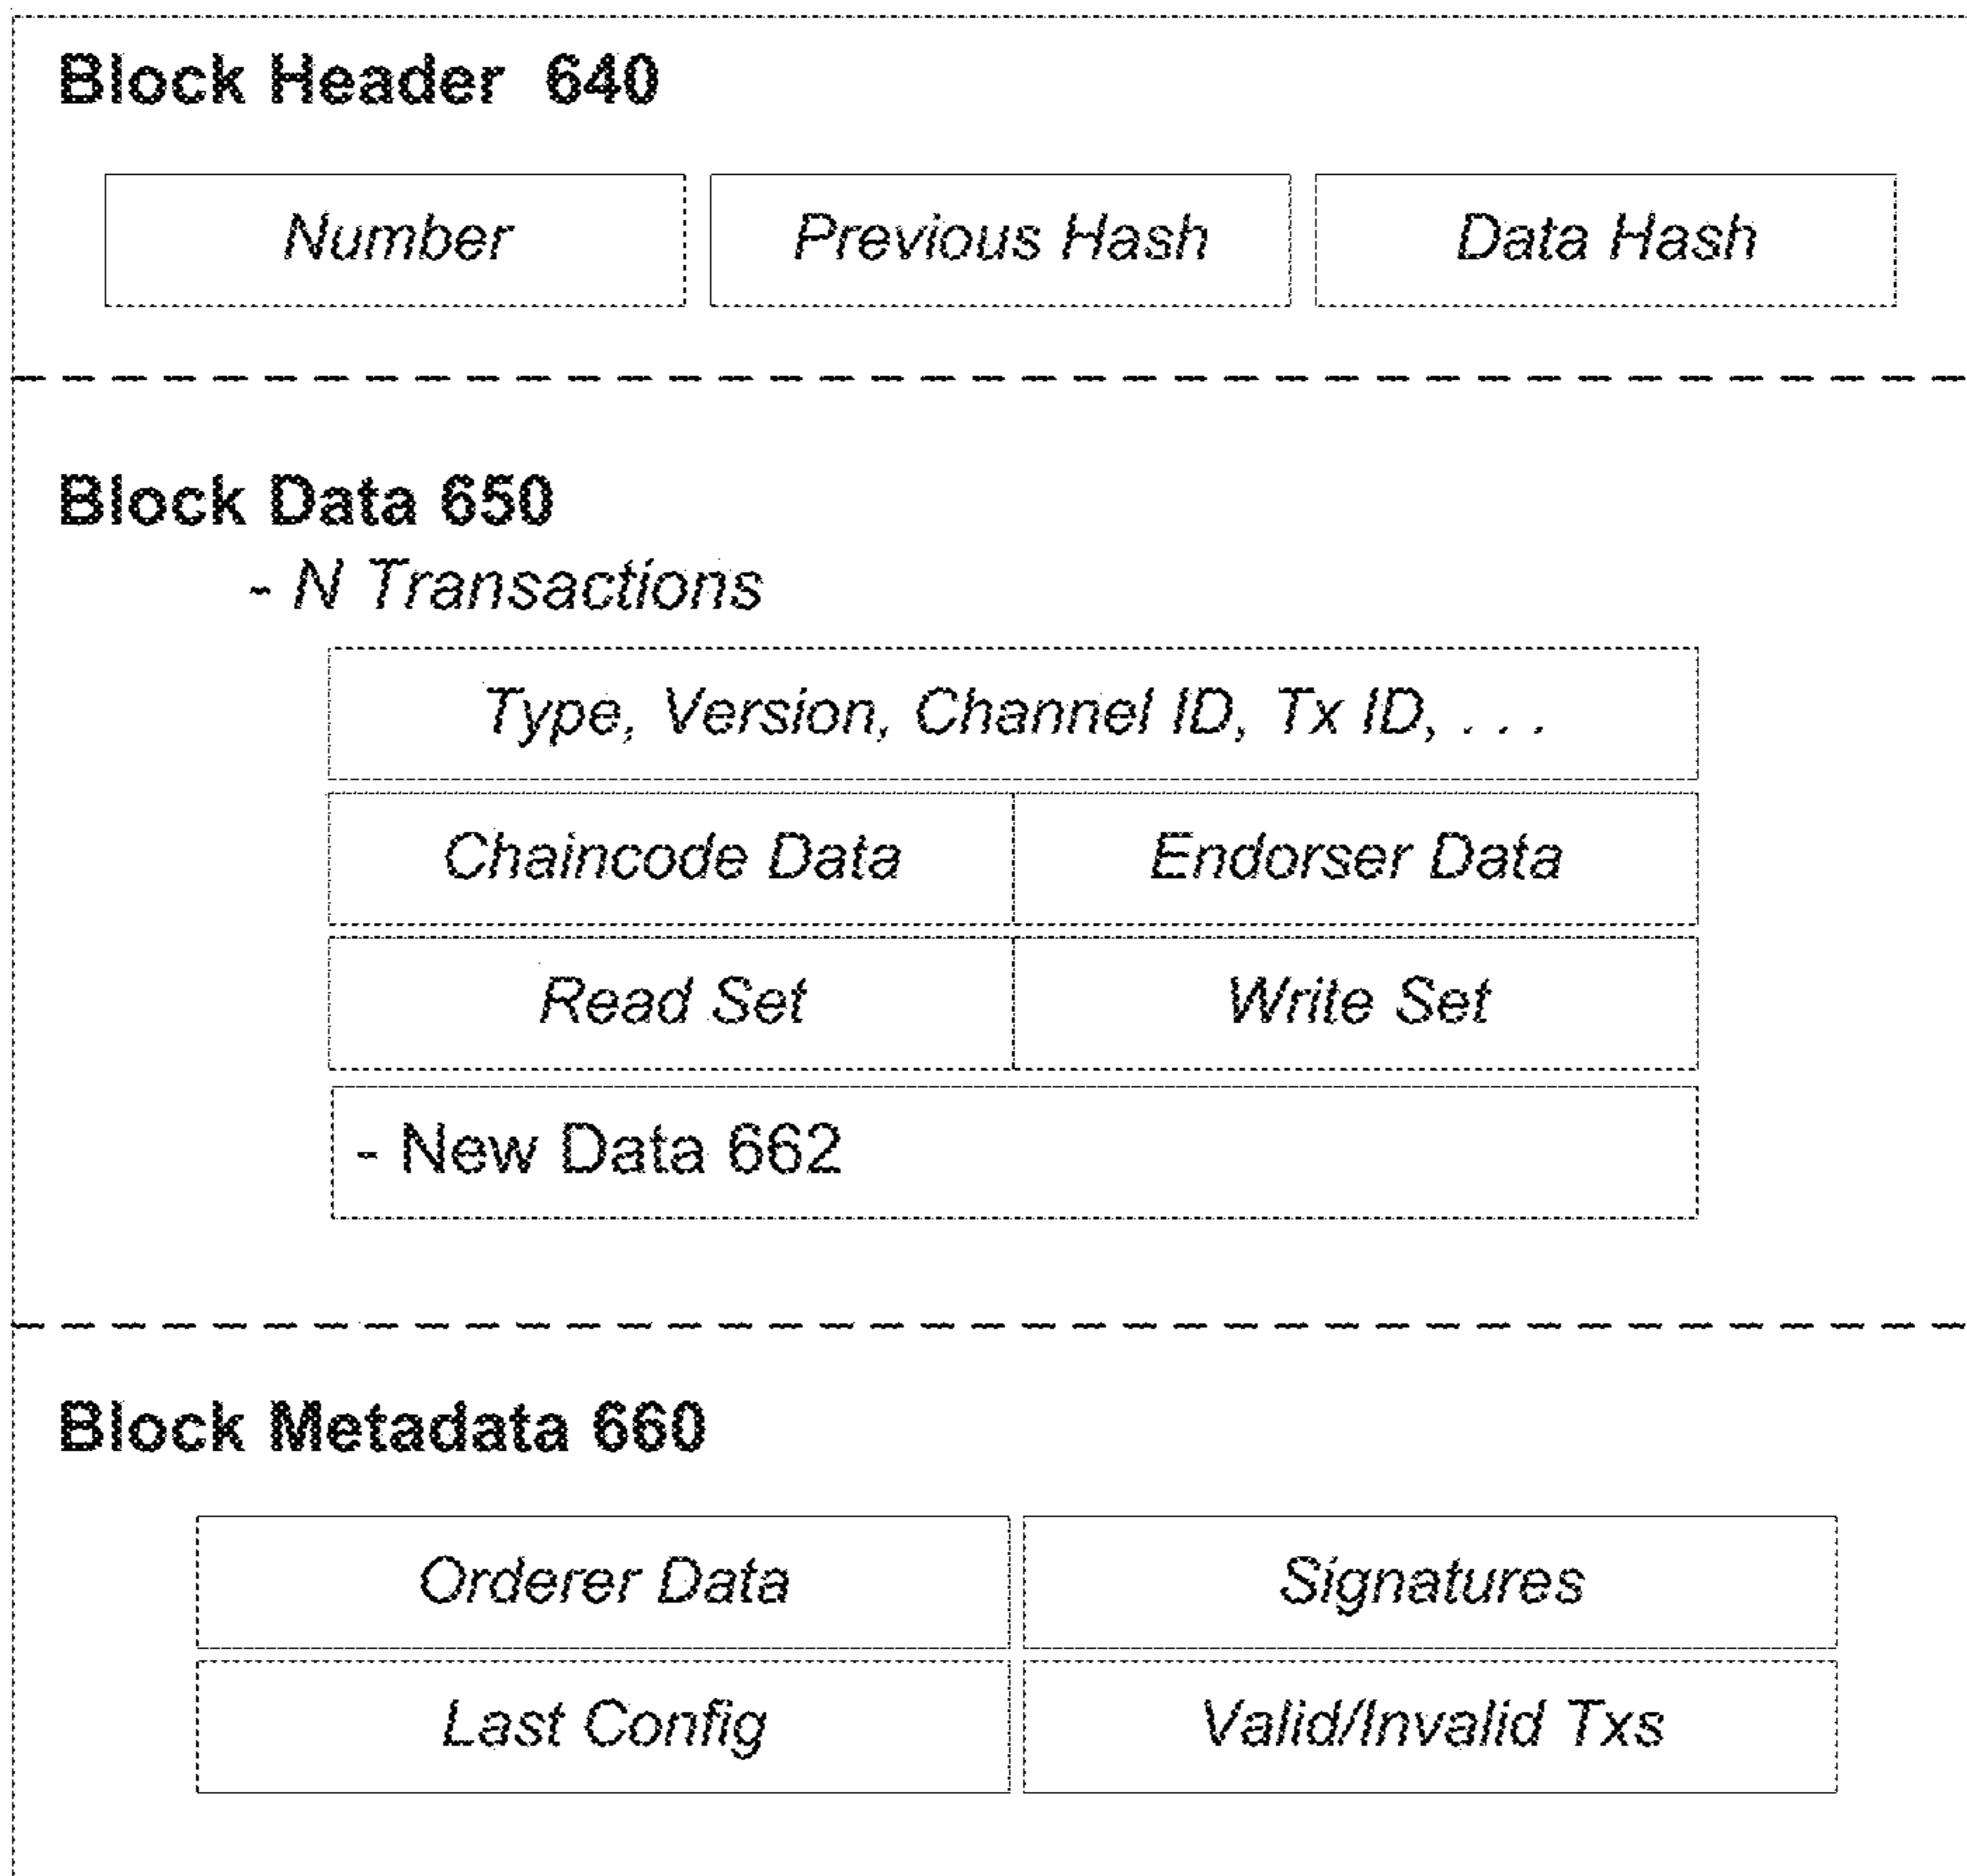 Block Header 640
Number Previous Hash Data Hash
Block Data 650
- N Transactions
Type, Version, Channel ID, Tx ID, . . .
Chaincode Data Endorser Data
Read Set Write Set
- New Data 662
Block Metadata 660
Orderer Data Signatures
Last Config Valid/Invalid Txs